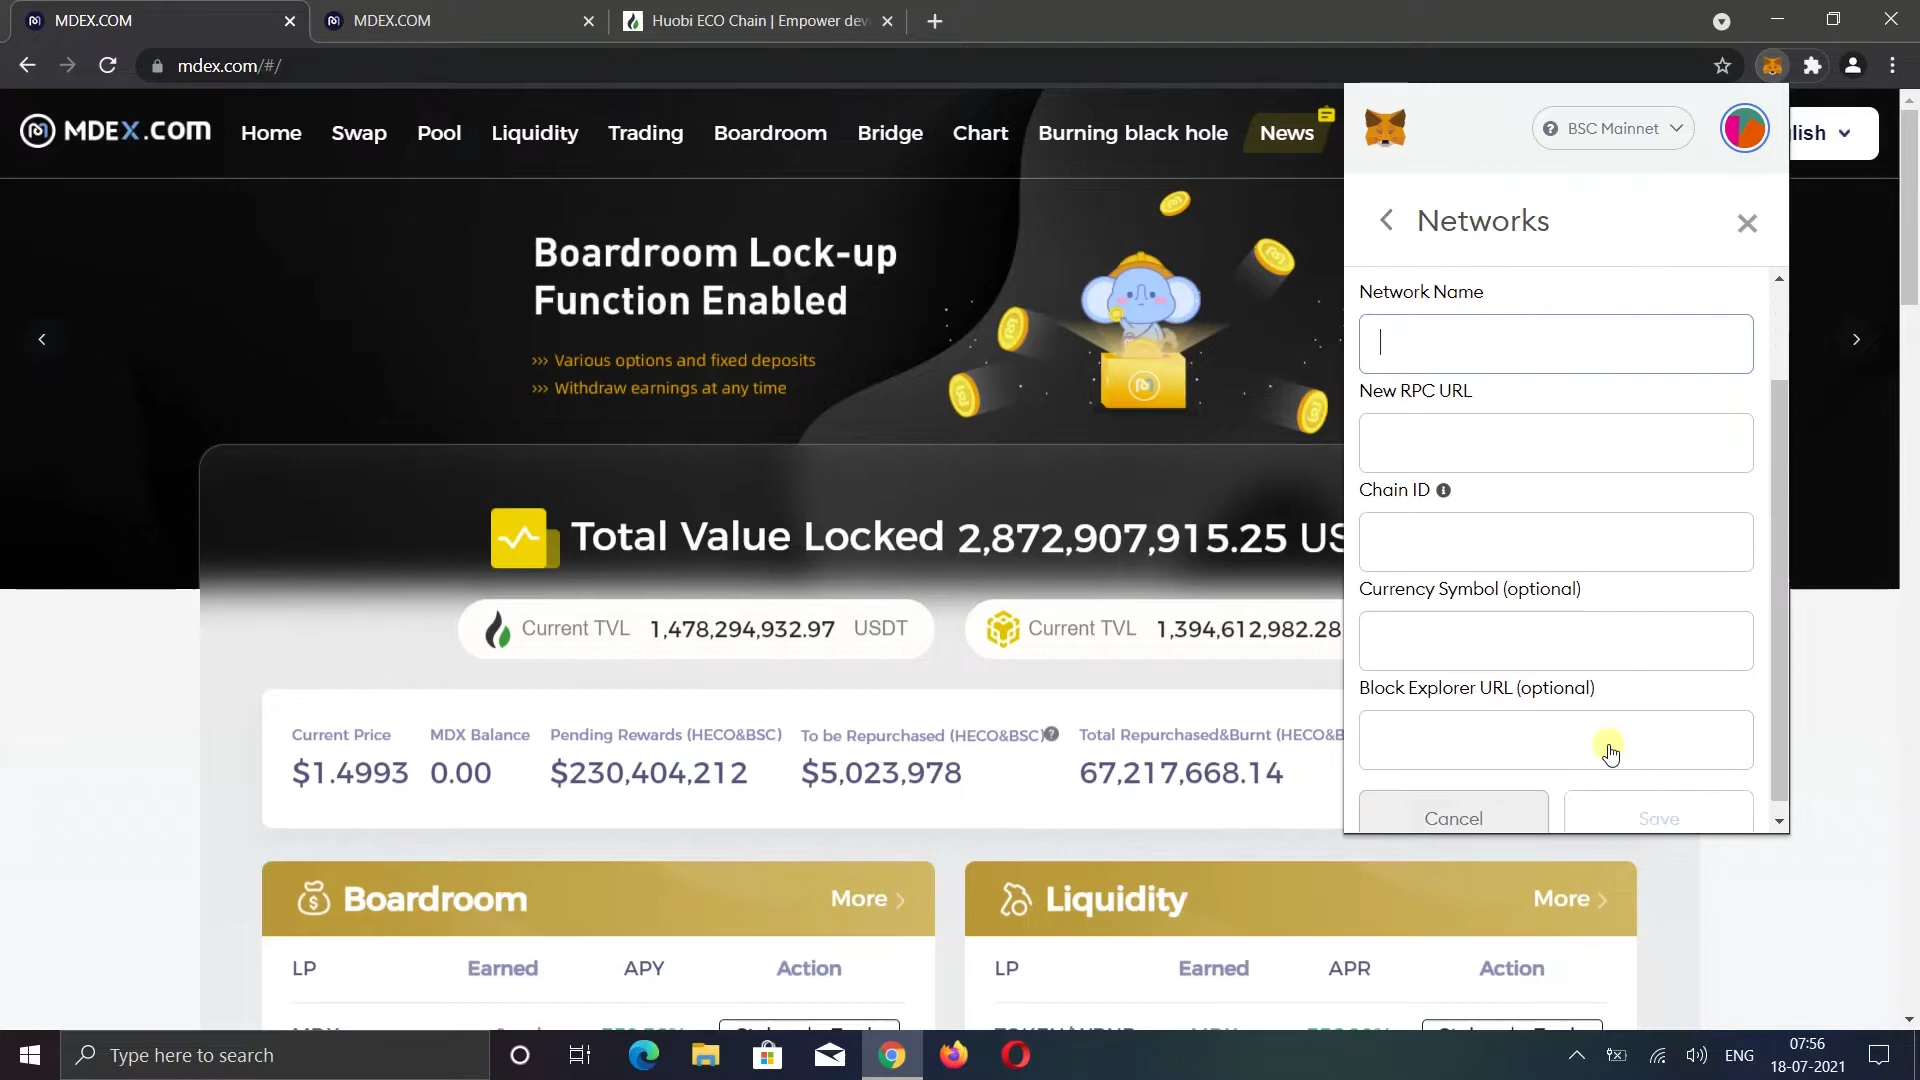 MDEX.COM
MDEX.COM
Huobi ECO Chain | Empower dev
mdex.com/#/
MDEX.COM
Home
Swap
Pool
Liquidity
Trading
Boardroom
Bridge
Chart
Burning black hole
News
lish
BSC Mainnet
Networks
Network Name
New RPC URL
Chain ID
Currency Symbol (optional)
Block Explorer URL (optional)
Cancel
Save
Boardroom Lock-up
Function Enabled
››› Various options and fixed deposits
››› Withdraw earnings at any time
Total Value Locked 2,872,907,915.25 US
Current TVL 1,478,294,932.97 USDT
Current TVL 1,394,612,982.28
Current Price
$1.4993
MDX Balance
0.00
Pending Rewards (HECO&BSC)
$230,404,212
To be Repurchased (HECO&BSC)
$5,023,978
Total Repurchased&Burnt (HECO&B
67,217,668.14
Boardroom
More
LP Earned APY Action
Liquidity
More
LP Earned APR Action
Type here to search
ENG
07:56
18-07-2021